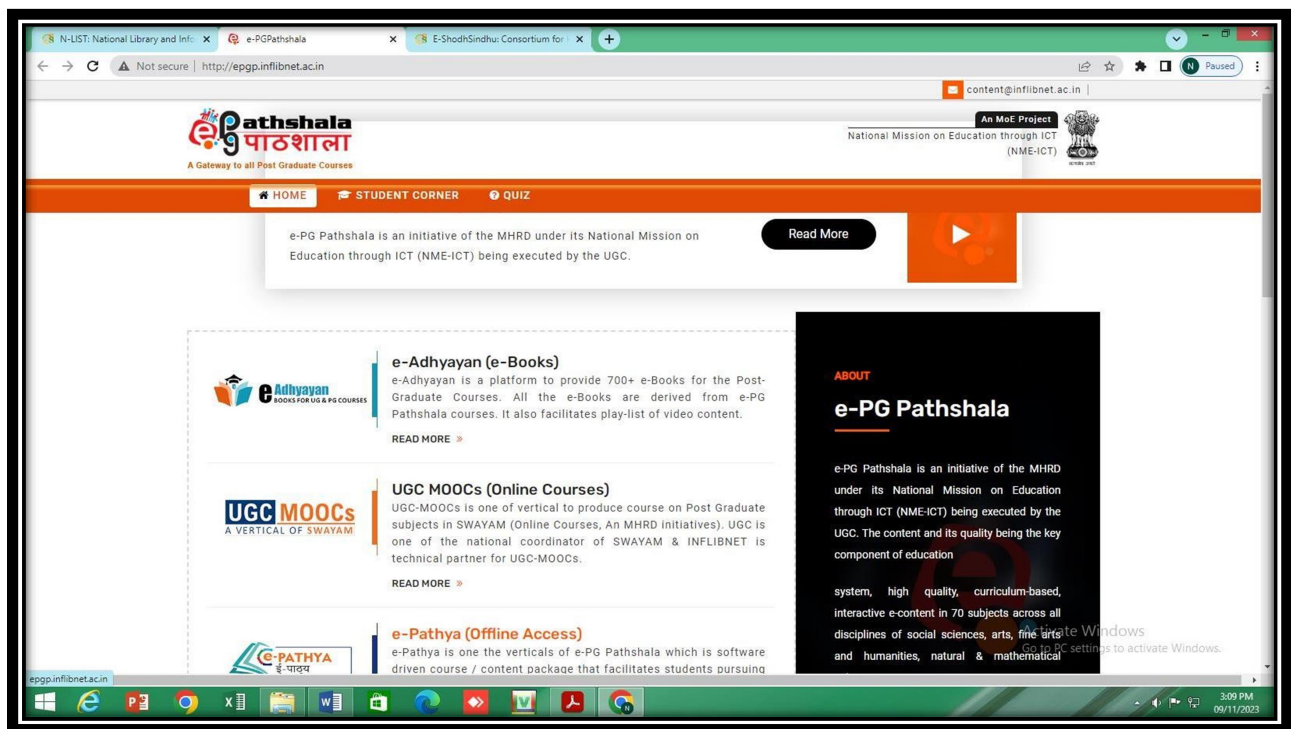 N-LIST: National Library and Info
e-PGPathshala
E-ShodhSindhu: Consortium for
Not secure | http://epgp.inflibnet.ac.in
Paused
content@inflibnet.ac.in |
Pathshala
पाठशाला
A Gateway to all Post Graduate Courses
An MoE Project
National Mission on Education through ICT
(NME-ICT)
HOME
STUDENT CORNER
QUIZ
e-PG Pathshala is an initiative of the MHRD under its National Mission on
Education through ICT (NME-ICT) being executed by the UGC.
Read More
e Adhyayan
BOOKS FOR UG & PG COURSES
e-Adhyayan (e-Books)
e-Adhyayan is a platform to provide 700+ e-Books for the Post-
Graduate Courses. All the e-Books are derived from e-PG
Pathshala courses. It also facilitates play-list of video content.
READ MORE »
UGC MOOCs
A VERTICAL OF SWAYAM
UGC MOOCs (Online Courses)
UGC-MOOCs is one of vertical to produce course on Post Graduate
subjects in SWAYAM (Online Courses, An MHRD initiatives). UGC is
one of the national coordinator of SWAYAM & INFLIBNET is
technical partner for UGC-MOOCs.
READ MORE »
e-PATHYA
ई-पाठ्य
e-Pathya (Offline Access)
e-Pathya is one the verticals of e-PG Pathshala which is software
driven course / content package that facilitates students pursuing
ABOUT
e-PG Pathshala
e-PG Pathshala is an initiative of the MHRD
under its National Mission on Education
through ICT (NME-ICT) being executed by the
UGC. The content and its quality being the key
component of education
system, high quality, curriculum-based,
interactive e-content in 70 subjects across all
disciplines of social sciences, arts, fine arts
and humanities, natural & mathematical
Activate Windows
Go to PC settings to activate Windows.
epgp.inflibnet.ac.in
3:09 PM
09/11/2023